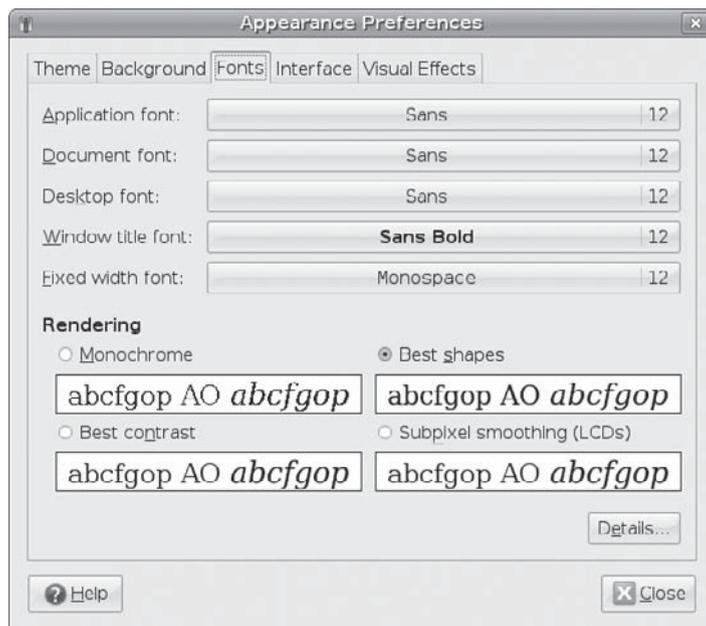 Appearance Preferences
Theme Background Fonts Interface Visual Effects
Application font: Sans 12
Document font: Sans 12
Desktop font: Sans 12
Window title font: Sans Bold 12
Fixed width font: Monospace 12
Rendering
Monochrome Best shapes
abcfgop AO abcfgop abcfgop AO abcfgop
Best contrast Subpixel smoothing (LCDs)
abcfgop AO abcfgop abcfgop AO abcfgop
Details...
Help Close